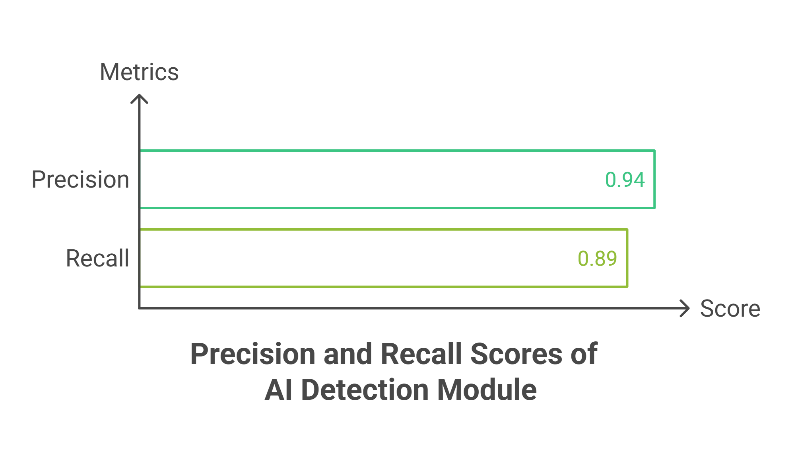 Metrics
Precision
0.94
Recall
0.89
Score
Precision and Recall Scores of
AI Detection Module